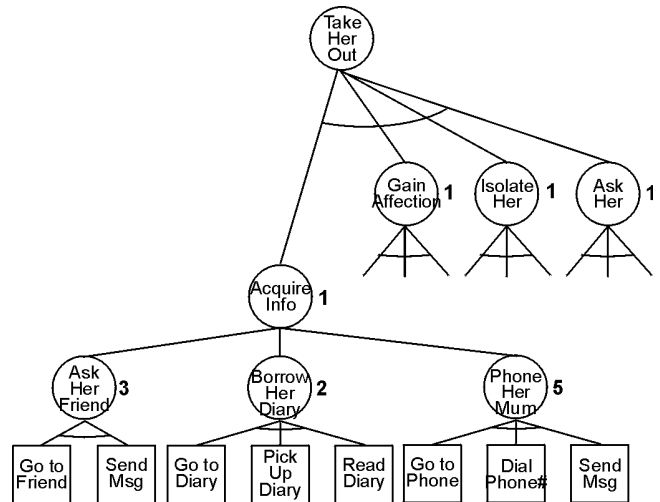 Take
Her
Out
Gain
Affection
1
Isolate
Her
1
Ask
Her
1
Acquire
Info
1
Ask
Her
Friend
3
Borrow
Her
Diary
2
Phone
Her
Mum
5
Go to
Friend
Send
Msg
Go to
Diary
Pick
Up
Diary
Read
Diary
Go to
Phone
Dial
Phone#
Send
Msg